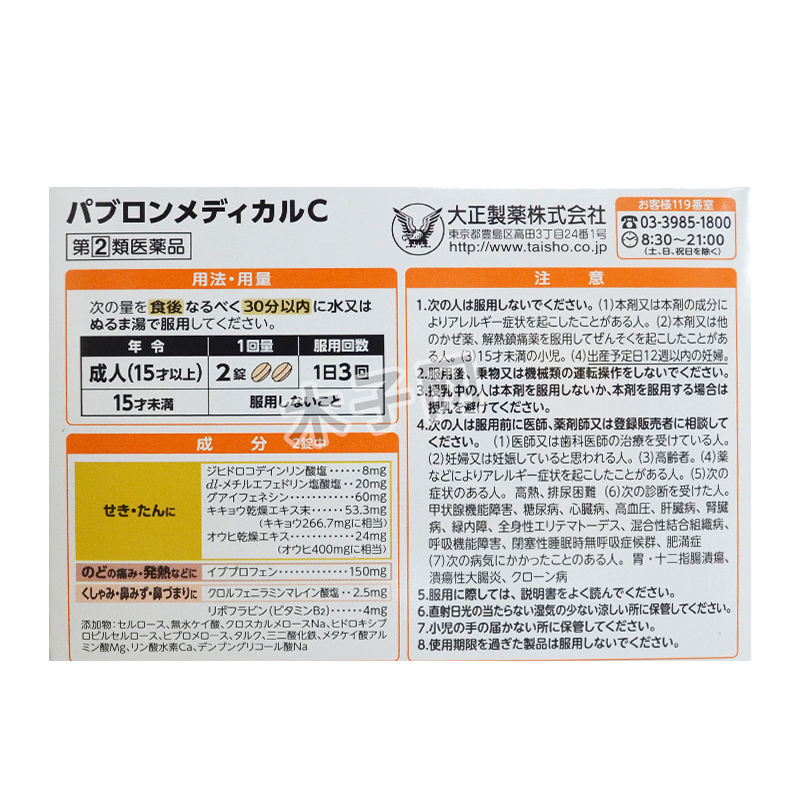 パブロンメディカルC
第②類医薬品
大正製薬株式会社
東京都豊島区高田3丁目24番1号
http://www.taisho.co.jp
お客様119番室
03-3985-1800
8:30〜21:00
(土、日、祝日を除く)
用法・用量
次の量を食後なるべく30分以内に水又は
ぬるま湯で服用してください。
年令 1回量 服用回数
成人(15才以上) 2錠 1日3回
15才未満 服用しないこと
成分 2錠中
せき・たんに
ジヒドロコデインリン酸塩……8mg
dl-メチルエフェドリン塩酸塩…20mg
グアイフェネシン……………60mg
キキョウ乾燥エキス末……53.3mg
(キキョウ266.7mgに相当)
オウヒ乾燥エキス……………24mg
(オウヒ400mgに相当)
のどの痛み・発熱などに イブプロフェン……………150mg
くしゃみ・鼻みず・鼻づまりに クロルフェニラミンマレイン酸塩…2.5mg
リボフラビン(ビタミンB2)……4mg
添加物:セルロース、無水ケイ酸、クロスカルメロースNa、ヒドロキシプ
ロピルセルロース、ヒプロメロース、タルク、三二酸化鉄、メタケイ酸アル
ミン酸Mg、リン酸水素Ca、デンプングリコール酸Na
注意
1.次の人は服用しないでください。(1)本剤又は本剤の成分に
よりアレルギー症状を起こしたことがある人。(2)本剤又は他
のかぜ薬、解熱鎮痛薬を服用してぜんそくを起こしたことがあ
る人。(3)15才未満の小児。(4)出産予定日12週以内の妊婦。
2.服用後、乗物又は機械類の運転操作をしないでください。
3.授乳中の人は本剤を服用しないか、本剤を服用する場合は
授乳を避けてください。
4.次の人は服用前に医師、薬剤師又は登録販売者に相談して
ください。(1)医師又は歯科医師の治療を受けている人。
(2)妊婦又は妊娠していると思われる人。(3)高齢者。(4)薬
などによりアレルギー症状を起こしたことがある人。(5)次の
症状のある人。高熱、排尿困難 (6)次の診断を受けた人。
甲状腺機能障害、糖尿病、心臓病、高血圧、肝臓病、腎臓
病、緑内障、全身性エリテマトーデス、混合性結合組織病、
呼吸機能障害、閉塞性睡眠時無呼吸症候群、肥満症
(7)次の病気にかかったことのある人。胃・十二指腸潰瘍、
潰瘍性大腸炎、クローン病
5.服用に際しては、説明書をよく読んでください。
6.直射日光の当たらない湿気の少ない涼しい所に保管してください。
7.小児の手の届かない所に保管してください。
8.使用期限を過ぎた製品は服用しないでください。
木子网